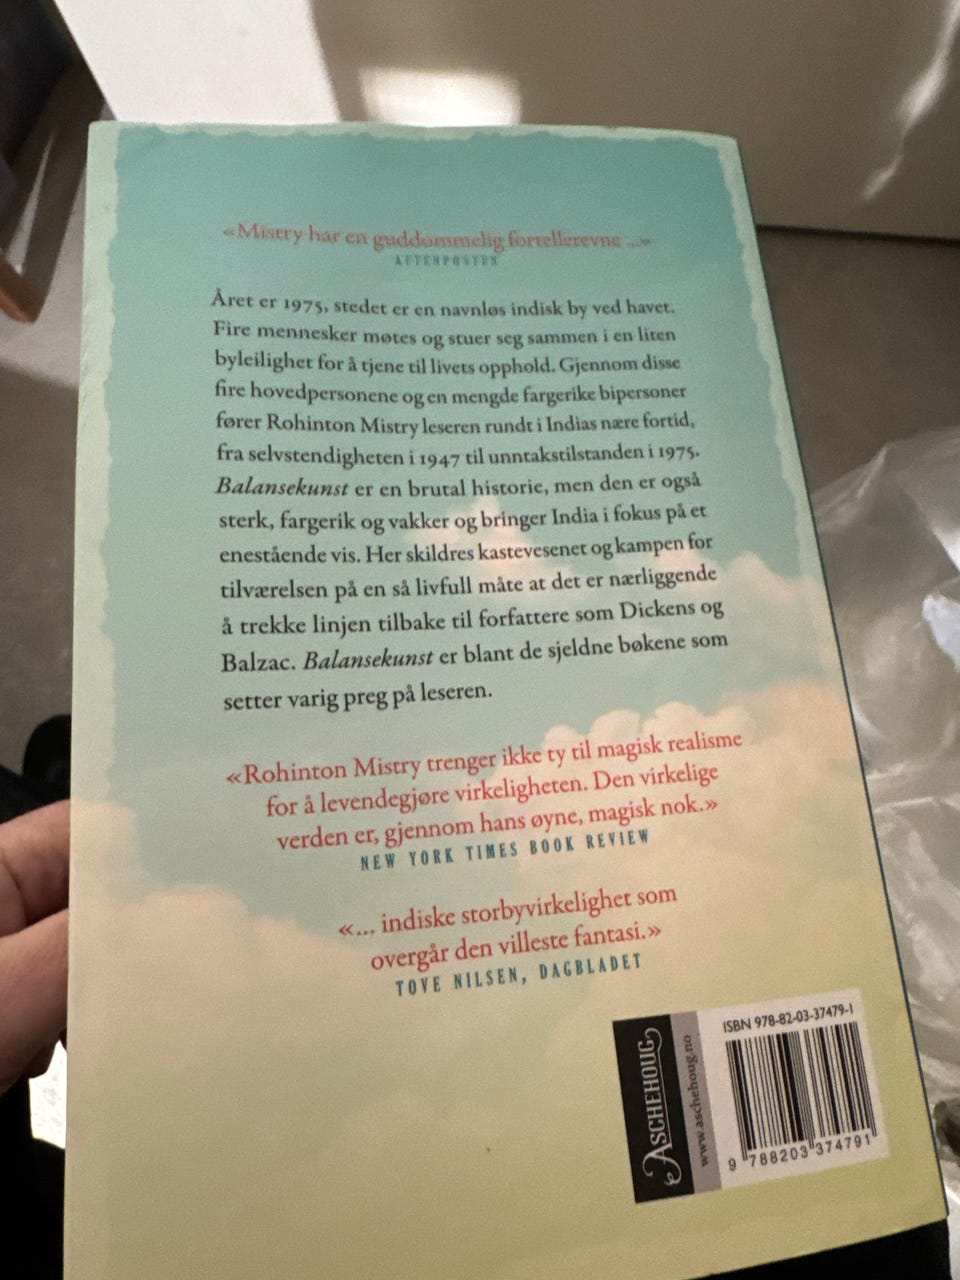 «Mistry har en guddommelig fortellerevne ...»
AFTENPOSTEN
Året er 1975, stedet er en navnløs indisk by ved havet.
Fire mennesker møtes og stuer seg sammen i en liten
byleilighet for å tjene til livets opphold. Gjennom disse
fire hovedpersonene og en mengde fargerike bipersoner
fører Rohinton Mistry leseren rundt i Indias nære fortid,
fra selvstendigheten i 1947 til unntakstilstanden i 1975.
Balansekunst er en brutal historie, men den er også
sterk, fargerik og vakker og bringer India i fokus på et
enestående vis. Her skildres kastevesenet og kampen for
tilværelsen på en så livfull måte at det er nærliggende
å trekke linjen tilbake til forfattere som Dickens og
Balzac. Balansekunst er blant de sjeldne bøkene som
setter varig preg på leseren.
«Rohinton Mistry trenger ikke ty til magisk realisme
for å levendegjøre virkeligheten. Den virkelige
verden er, gjennom hans øyne, magisk nok.»
NEW YORK TIMES BOOK REVIEW
«... indiske storbyvirkelighet som
overgår den villeste fantasi.»
TOVE NILSEN, DAGBLADET
ASCHEHOUG
www.aschehoug.no
ISBN 978-82-03-37479-1
9 788203 374791